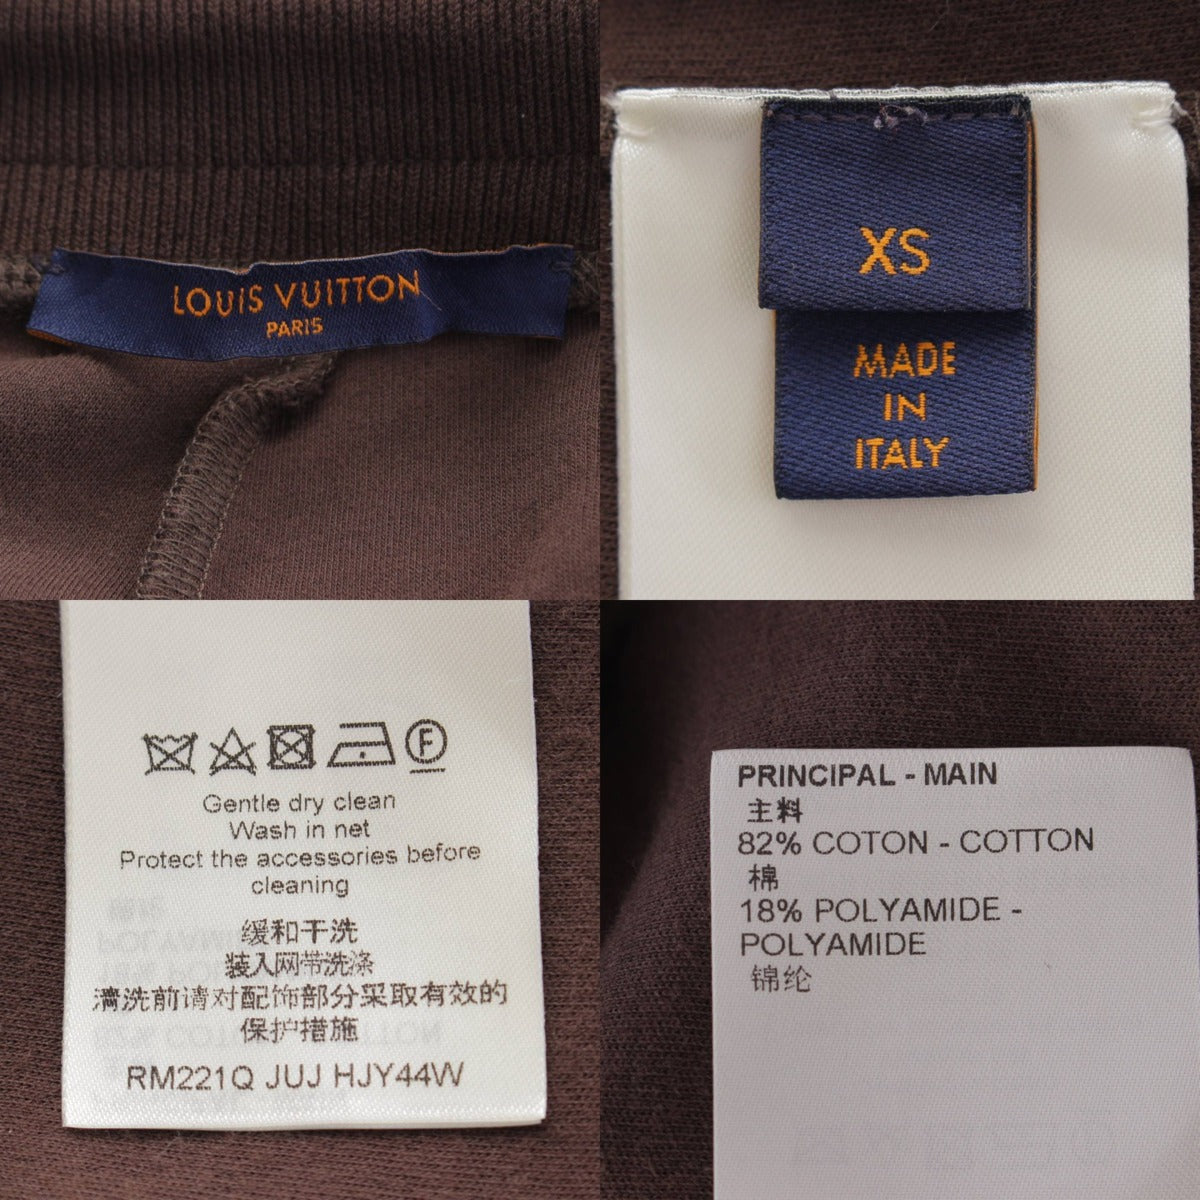 LOUIS VUITTON
PARIS
XS
MADE
IN
ITALY
F
Gentle dry clean
Wash in net
Protect the accessories before
cleaning
缓和干洗
装入网带洗涤
清洗前请对配饰部分采取有效的
保护措施
RM221Q JUJ HJY44W
PRINCIPAL - MAIN
主料
82% COTON - COTTON
棉
18% POLYAMIDE -
POLYAMIDE
锦纶